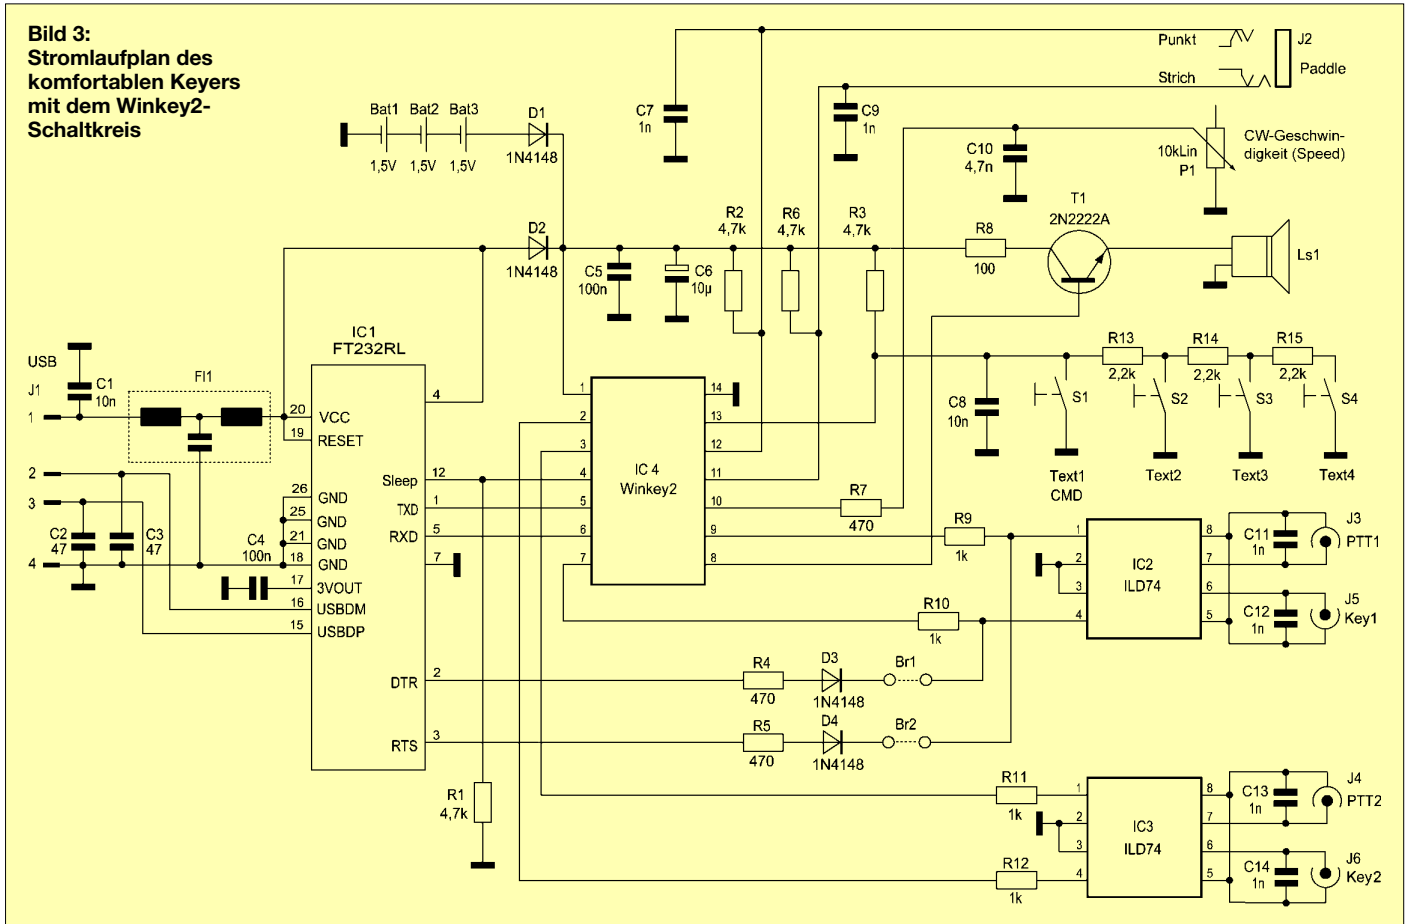 Bild 3:
Stromlaufplan des
komfortablen Keyers
mit dem Winkey2-
Schaltkreis
Punkt
J2
Paddle
Strich
Bat1 Bat2 Bat3
1,5V 1,5V 1,5V
D1
1N4148
C7
1n
C9
1n
C10
4,7n
10kLin
P1
CW-Geschwin-
digkeit (Speed)
D2
1N4148
C5
100n
C6
10µ
R2
4,7k
R6
4,7k
R3
4,7k
R8
100
T1
2N2222A
Ls1
USB
J1
C1
10n
Fl1
1
2
3
4
C2
47
C3
47
C4
100n
IC1
FT232RL
20 VCC
19 RESET
26 GND
25 GND
21 GND
18 GND
17 3VOUT
16 USBDM
15 USBDP
4
Sleep 12
TXD 1
RXD 5
7
DTR 2
RTS 3
IC 4
Winkey2
1
2
3
4
5
6
7
14
13
12
11
10
9
8
C8
10n
R13
2,2k
R14
2,2k
R15
2,2k
S1
S2
S3
S4
Text1
CMD
Text2
Text3
Text4
R7
470
R9
1k
R10
1k
R4
470
D3
1N4148
Br1
R5
470
D4
1N4148
Br2
R1
4,7k
R11
1k
R12
1k
IC2
ILD74
1
2
3
4
8
7
6
5
C11
1n
J3
PTT1
C12
1n
J5
Key1
IC3
ILD74
1
2
3
4
8
7
6
5
C13
1n
J4
PTT2
C14
1n
J6
Key2